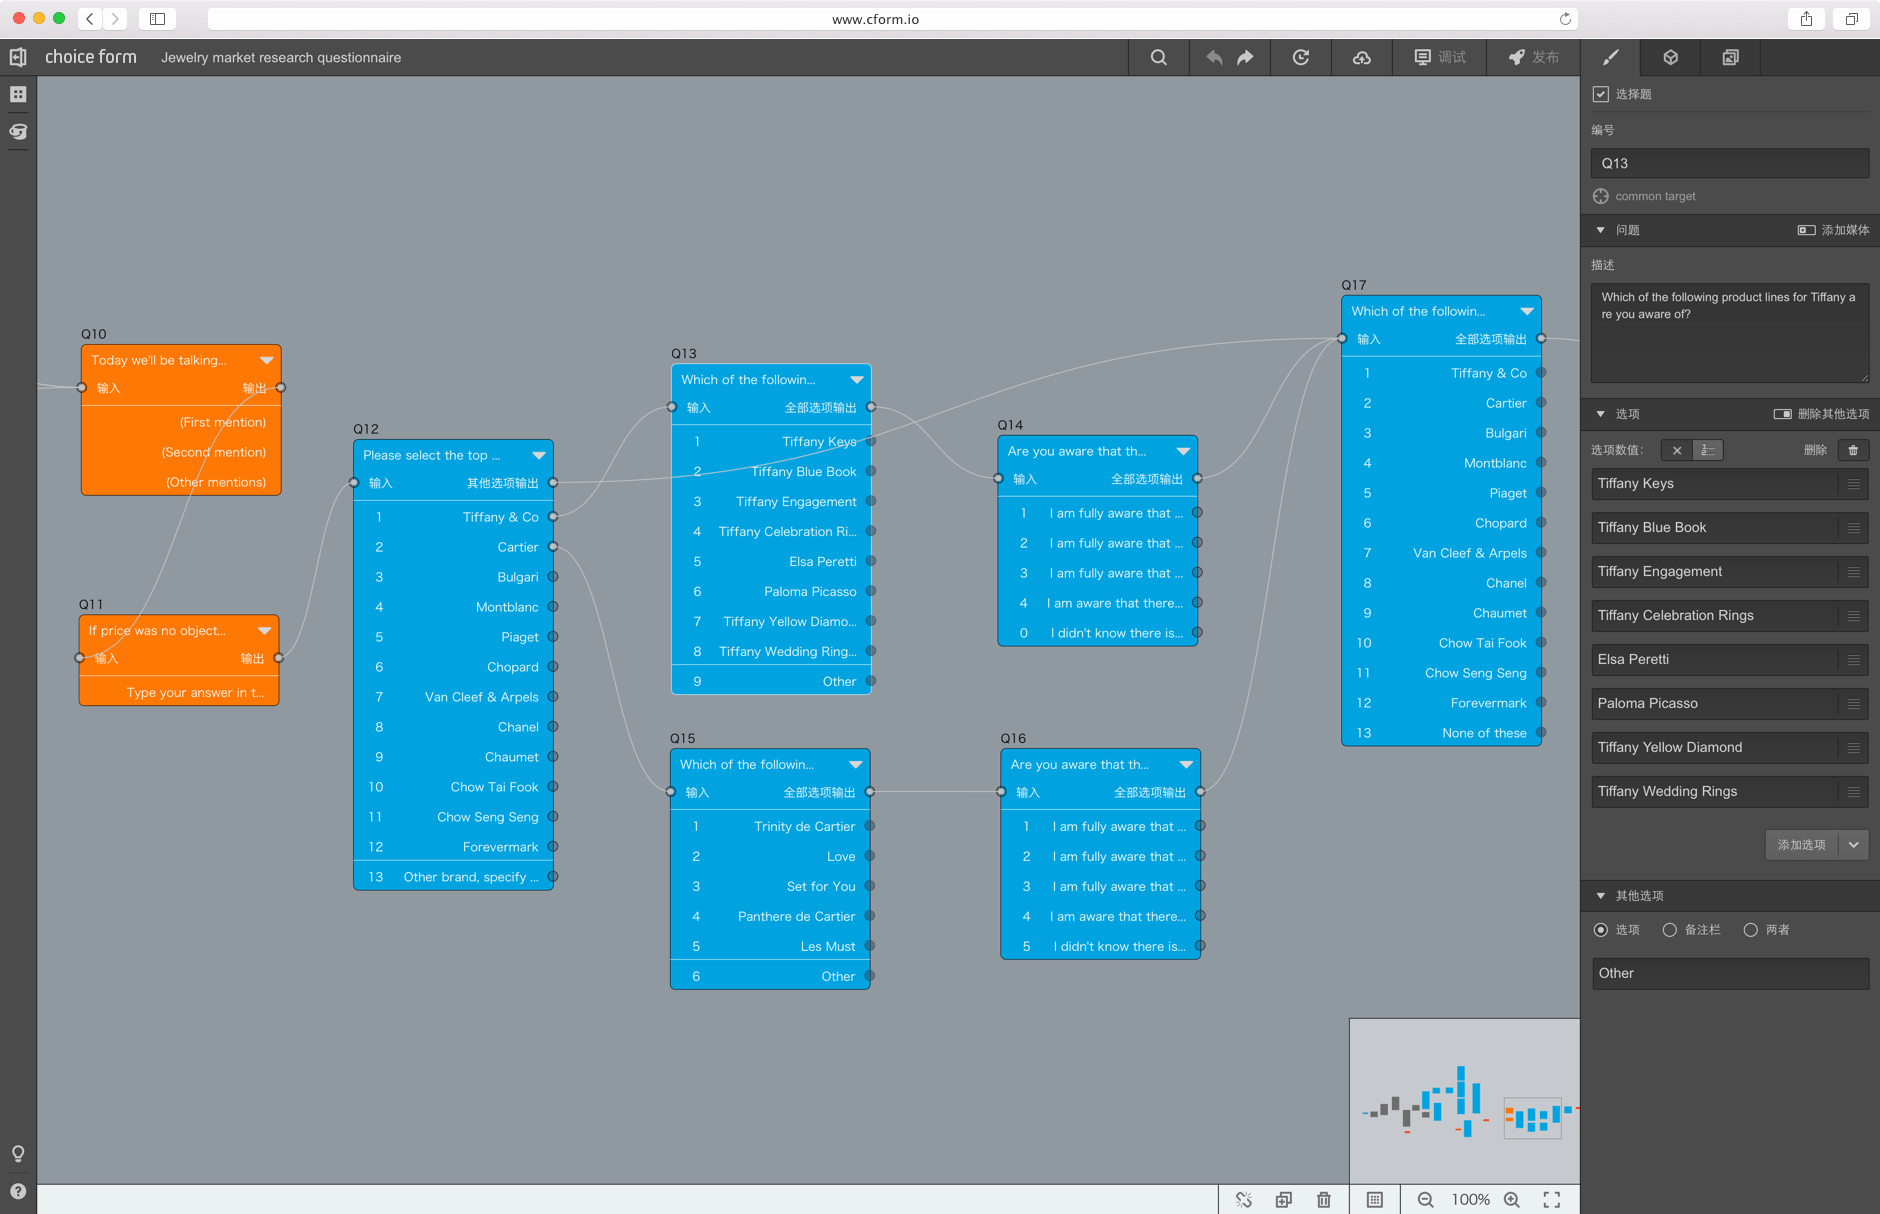 www.cform.io
choice form
Jewelry market research questionnaire
调试
发布
Q10
Today we'll be talking...
输入 输出
(First mention)
(Second mention)
(Other mentions)
Q11
If price was no object...
输入 输出
Type your answer in t...
Q12
Please select the top ...
输入 其他选项输出
1 Tiffany & Co
2 Cartier
3 Bulgari
4 Montblanc
5 Piaget
6 Chopard
7 Van Cleef & Arpels
8 Chanel
9 Chaumet
10 Chow Tai Fook
11 Chow Seng Seng
12 Forevermark
13 Other brand, specify ...
Q13
Which of the followin...
输入 全部选项输出
1 Tiffany Keys
2 Tiffany Blue Book
3 Tiffany Engagement
4 Tiffany Celebration Ri...
5 Elsa Peretti
6 Paloma Picasso
7 Tiffany Yellow Diamo...
8 Tiffany Wedding Ring...
9 Other
Q15
Which of the followin...
输入 全部选项输出
1 Trinity de Cartier
2 Love
3 Set for You
4 Panthere de Cartier
5 Les Must
6 Other
Q14
Are you aware that th...
输入 全部选项输出
1 I am fully aware that ...
2 I am fully aware that ...
3 I am fully aware that ...
4 I am aware that there...
0 I didn't know there is...
Q16
Are you aware that th...
输入 全部选项输出
1 I am fully aware that ...
2 I am fully aware that ...
3 I am fully aware that ...
4 I am aware that there...
5 I didn't know there is...
Q17
Which of the followin...
输入 全部选项输出
1 Tiffany & Co
2 Cartier
3 Bulgari
4 Montblanc
5 Piaget
6 Chopard
7 Van Cleef & Arpels
8 Chanel
9 Chaumet
10 Chow Tai Fook
11 Chow Seng Seng
12 Forevermark
13 None of these
100%
选择题
编号
Q13
common target
问题 添加媒体
描述
Which of the following product lines for Tiffany a
re you aware of?
选项 删除其他选项
选项数值: 删除
Tiffany Keys
Tiffany Blue Book
Tiffany Engagement
Tiffany Celebration Rings
Elsa Peretti
Paloma Picasso
Tiffany Yellow Diamond
Tiffany Wedding Rings
添加选项
其他选项
选项 备注栏 两者
Other